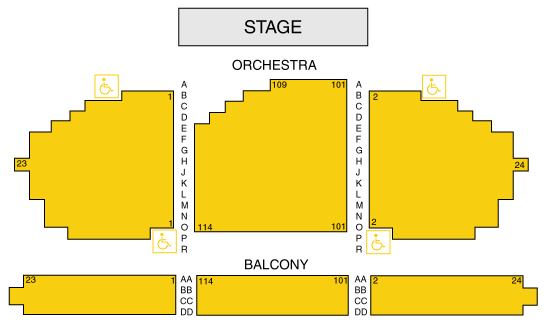 STAGE
ORCHESTRA
109 101
1 A A 2
B B
C C
D D
E E
F F
G G
23 H H 24
J J
K K
L L
M M
N N
1 O O 2
114 101
P P
R R
BALCONY
23 1 AA 114 101 AA 2 24
BB BB
CC CC
DD DD